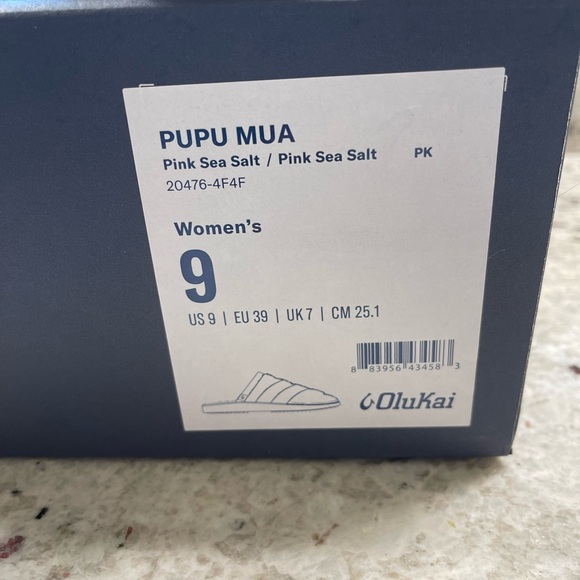 PUPU MUA
Pink Sea Salt / Pink Sea Salt PK
20476-4F4F
Women's
9
US 9 | EU 39 | UK 7 | CM 25.1
8 83956 43458 3
OluKai